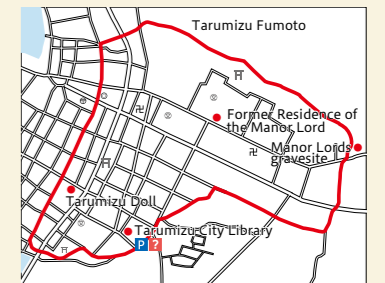 Tarumizu Fumoto
Former Residence of
the Manor Lord
Manor Lords
gravesite
Tarumizu Doll
Tarumizu City Library
P ?